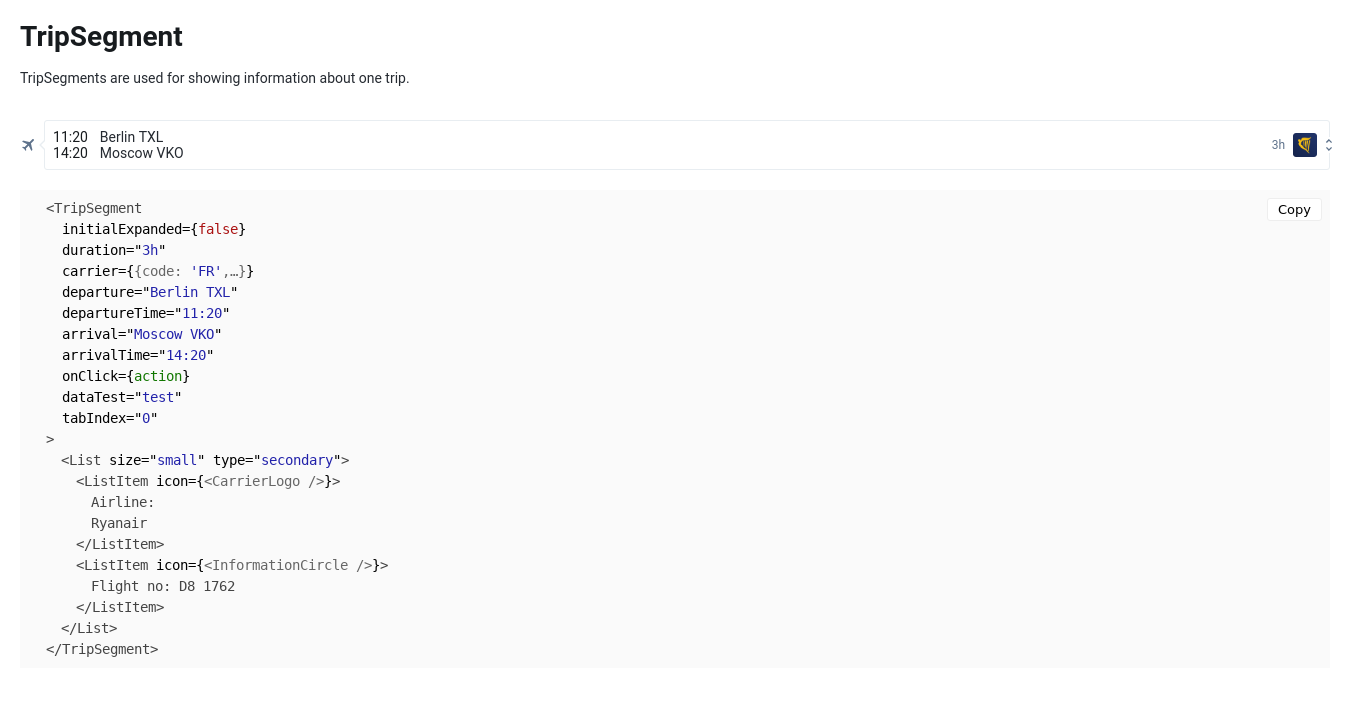 TripSegment
TripSegments are used for showing information about one trip.
11:20 Berlin TXL
14:20 Moscow VKO
3h
Copy
<TripSegment
initialExpanded={false}
duration="3h"
carrier={{code: 'FR',…}}
departure="Berlin TXL"
departureTime="11:20"
arrival="Moscow VKO"
arrivalTime="14:20"
onClick={action}
dataTest="test"
tabIndex="0"
>
<List size="small" type="secondary">
<ListItem icon={<CarrierLogo />}>
Airline:
Ryanair
</ListItem>
<ListItem icon={<InformationCircle />}>
Flight no: D8 1762
</ListItem>
</List>
</TripSegment>